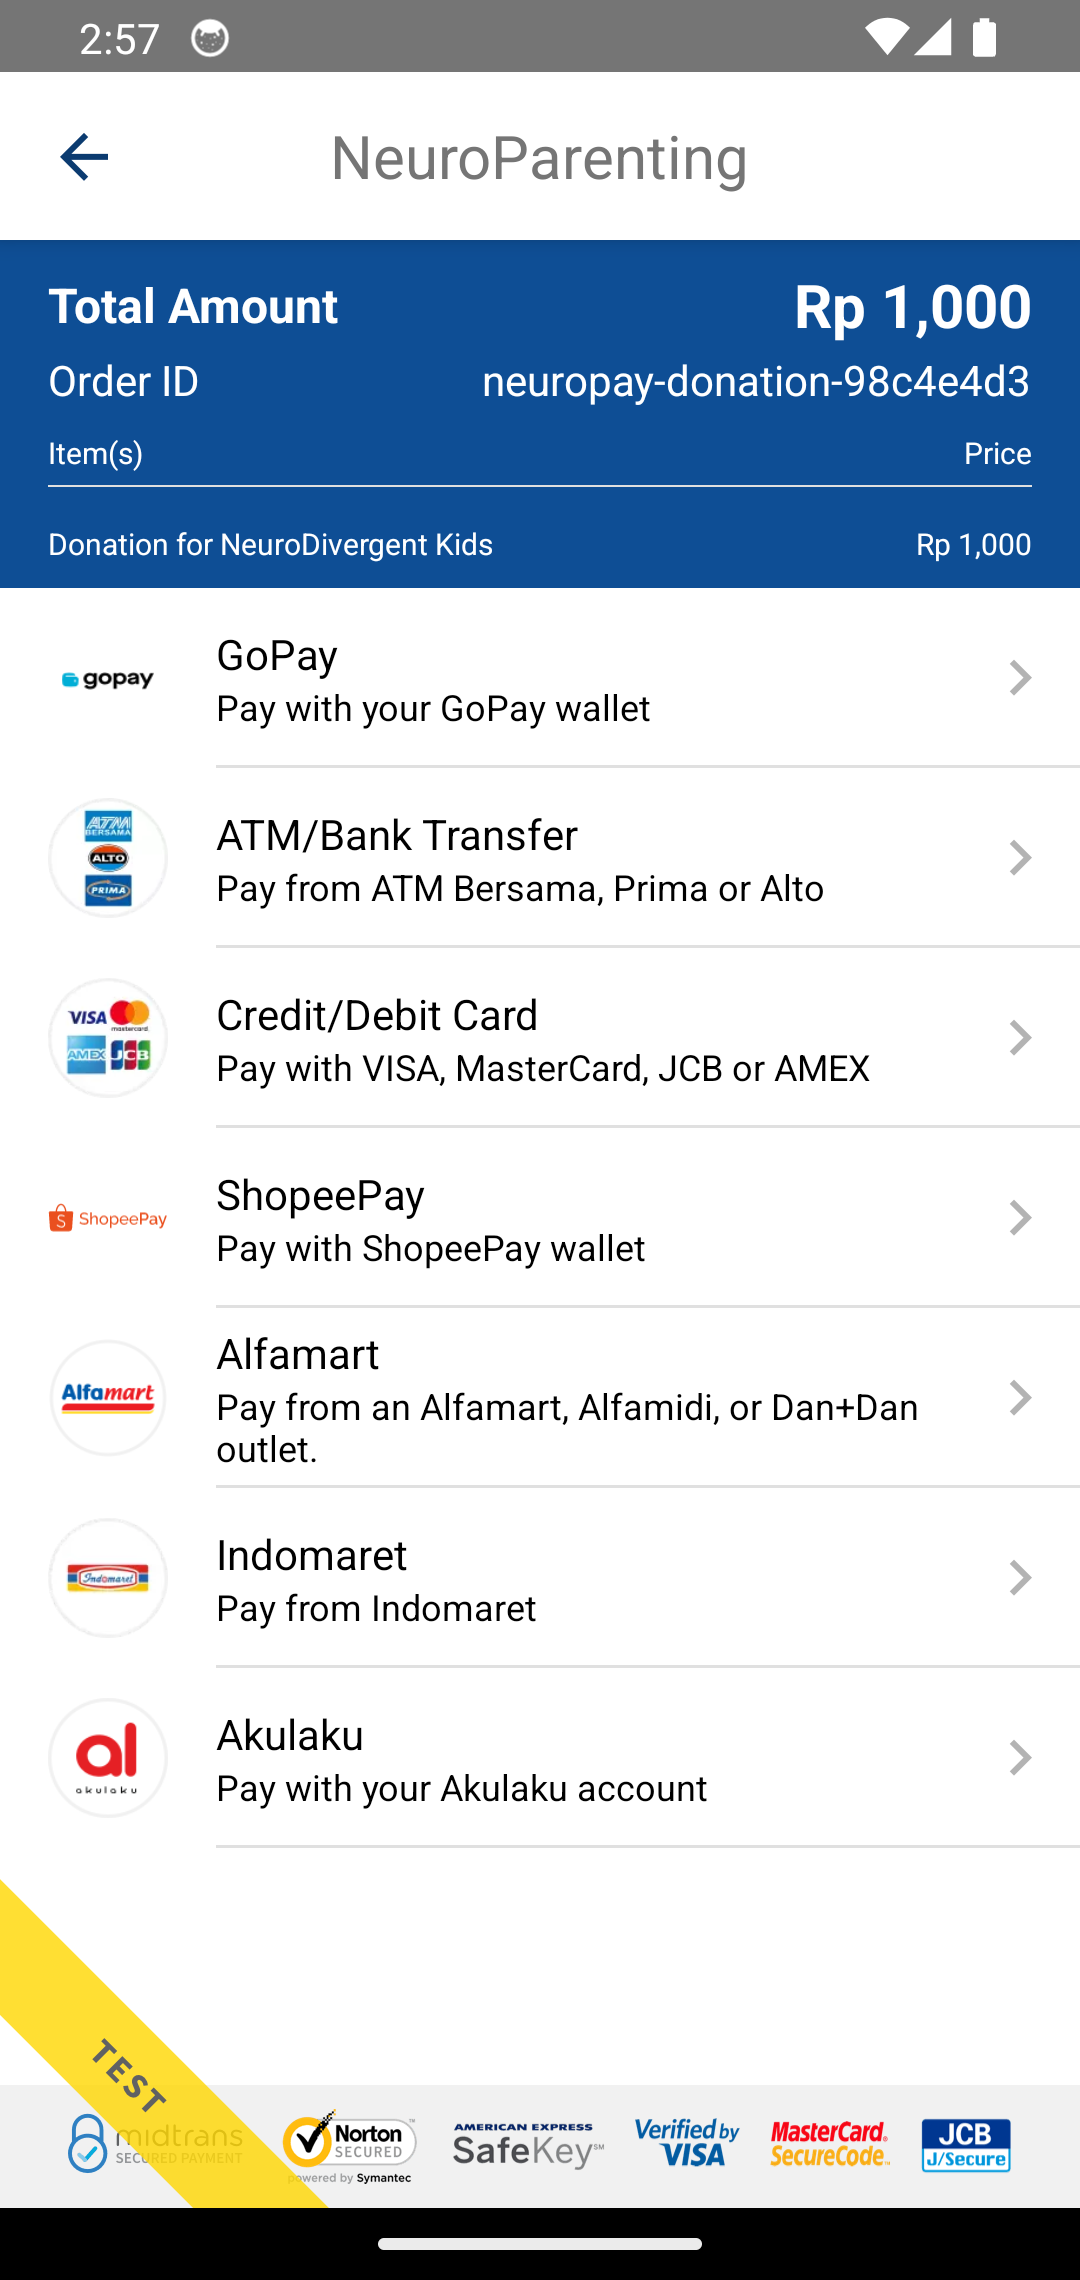 2:57
NeuroParenting
Total Amount Rp 1,000
Order ID neuropay-donation-98c4e4d3
Item(s) Price
Donation for NeuroDivergent Kids Rp 1,000
gopay
GoPay
Pay with your GoPay wallet
ATM
BERSAMA
ALTO
PRIMA
ATM/Bank Transfer
Pay from ATM Bersama, Prima or Alto
VISA mastercard
AMEX JCB
Credit/Debit Card
Pay with VISA, MasterCard, JCB or AMEX
S ShopeePay
ShopeePay
Pay with ShopeePay wallet
Alfamart
Alfamart
Pay from an Alfamart, Alfamidi, or Dan+Dan
outlet.
Indomaret
Indomaret
Pay from Indomaret
al
akulaku
Akulaku
Pay with your Akulaku account
TEST
midtrans
SECURED PAYMENT
Norton™
SECURED
powered by Symantec
AMERICAN EXPRESS
SafeKey℠
Verified by
VISA
MasterCard.
SecureCode™
JCB
J/Secure